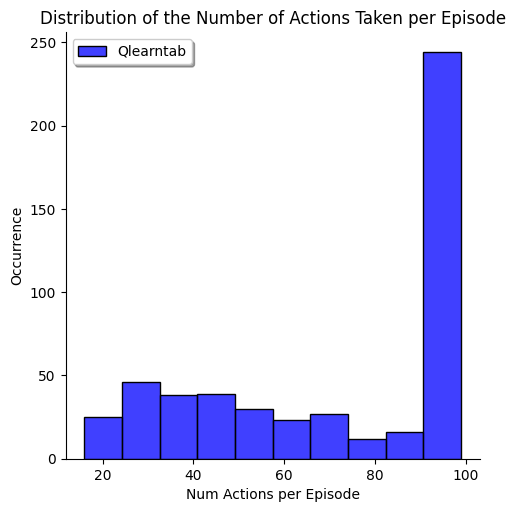 Distribution of the Number of Actions Taken per Episode
Qlearntab
250
200
150
100
50
0
Occurrence
20 40 60 80 100
Num Actions per Episode